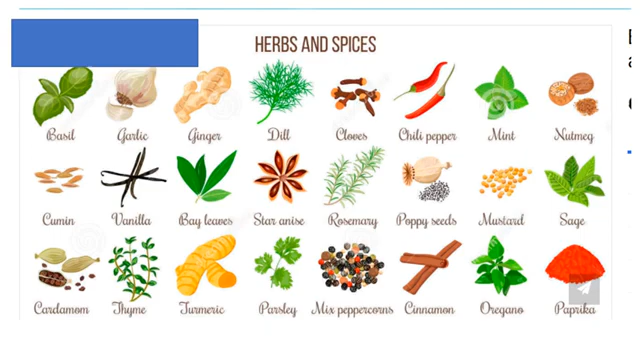 HERBS AND SPICES
Basil Garlic Ginger Dill Cloves Chili pepper Mint Nutmeg
Cumin Vanilla Bay leaves Star anise Rosemary Poppy seeds Mustard Sage
Cardamom Thyme Turmeric Parsley Mix peppercorns Cinnamon Oregano Paprika